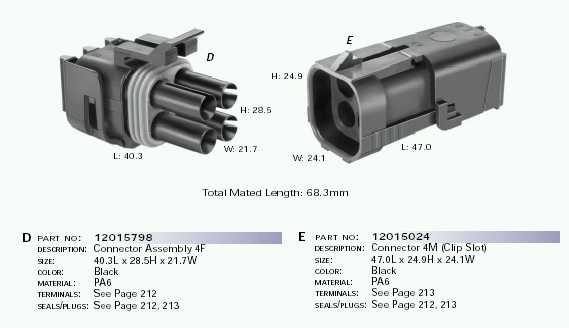 D
E
H: 24.9
H: 28.5
W: 21.7
L: 40.3
W: 24.1
L: 47.0
Total Mated Length: 68.3mm
D PART NO: 12015798
DESCRIPTION: Connector Assembly 4F
SIZE: 40.3L x 28.5H x 21.7W
COLOR: Black
MATERIAL: PA6
TERMINALS: See Page 212
SEALS/PLUGS: See Page 212, 213
E PART NO: 12015024
DESCRIPTION: Connector 4M (Clip Slot)
SIZE: 47.0L x 24.9H x 24.1W
COLOR: Black
MATERIAL: PA6
TERMINALS: See Page 213
SEALS/PLUGS: See Page 212, 213